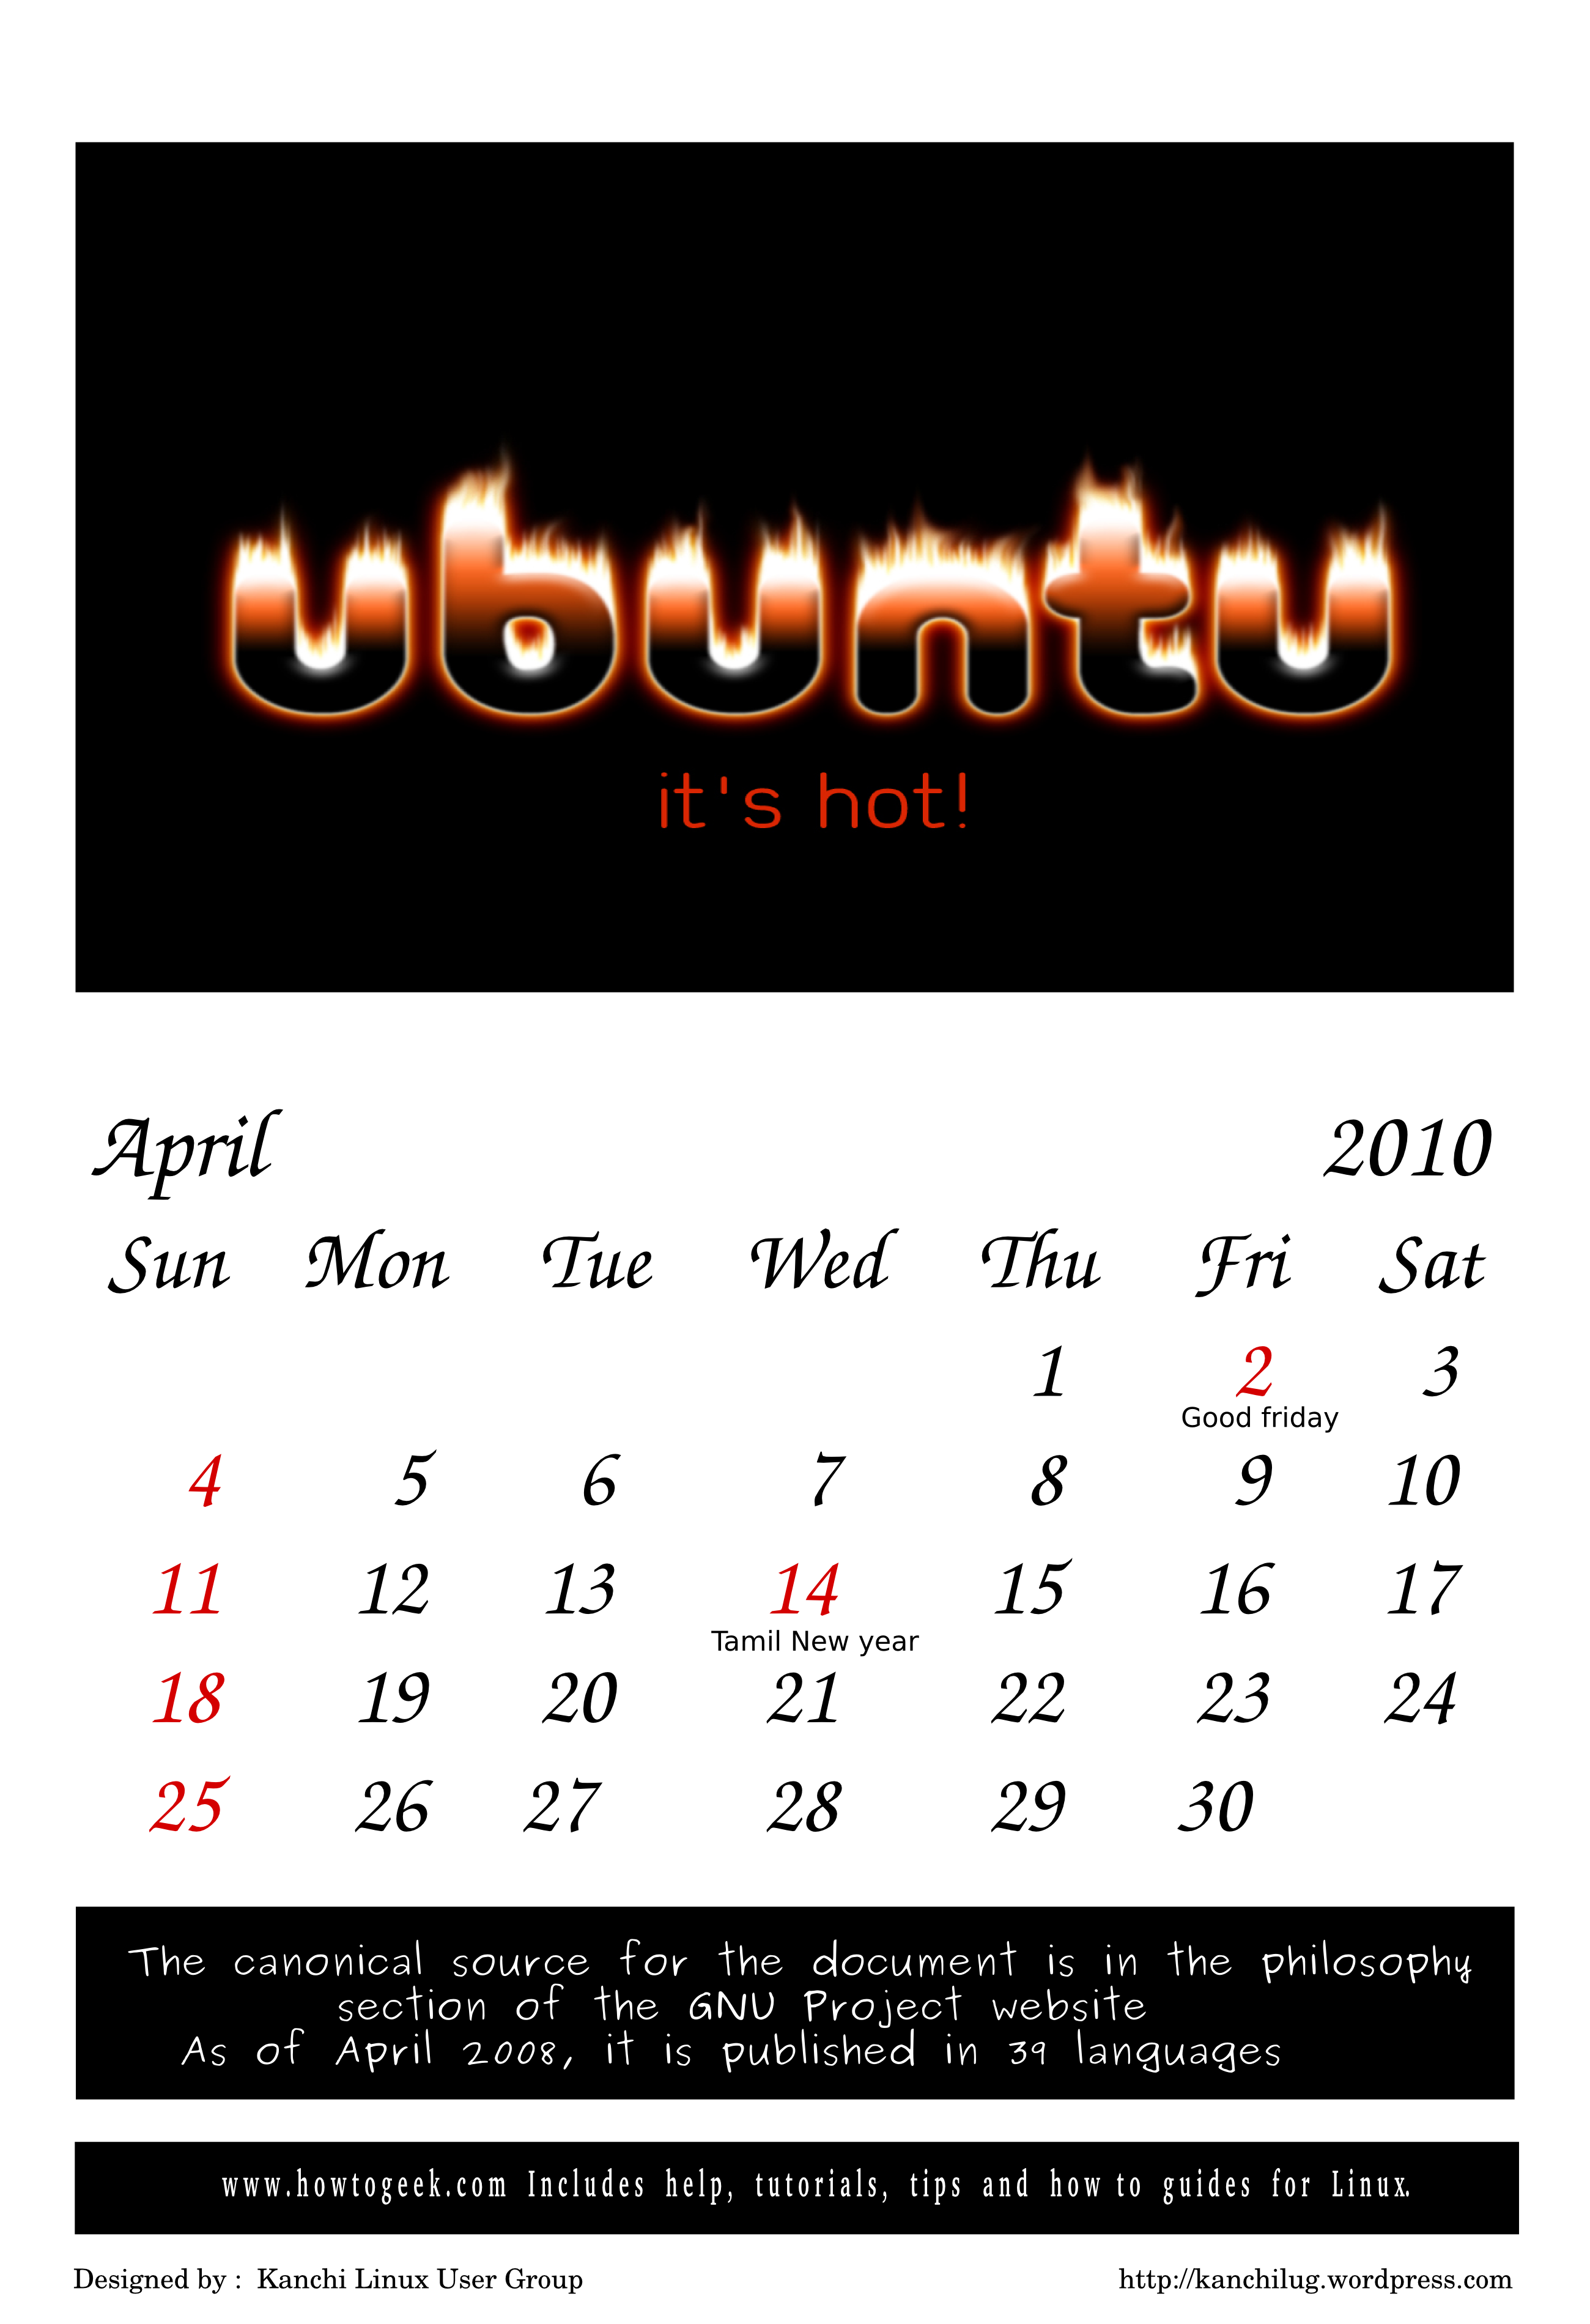 ubuntu
it's hot!
April 2010
Sun Mon Tue Wed Thu Fri Sat
1 2 3
Good friday
4 5 6 7 8 9 10
11 12 13 14 15 16 17
Tamil New year
18 19 20 21 22 23 24
25 26 27 28 29 30
The canonical source for the document is in the philosophy
section of the GNU Project website
As of April 2008, it is published in 39 languages
www.howtogeek.com Includes help, tutorials, tips and how to guides for Linux.
Designed by : Kanchi Linux User Group http://kanchilug.wordpress.com